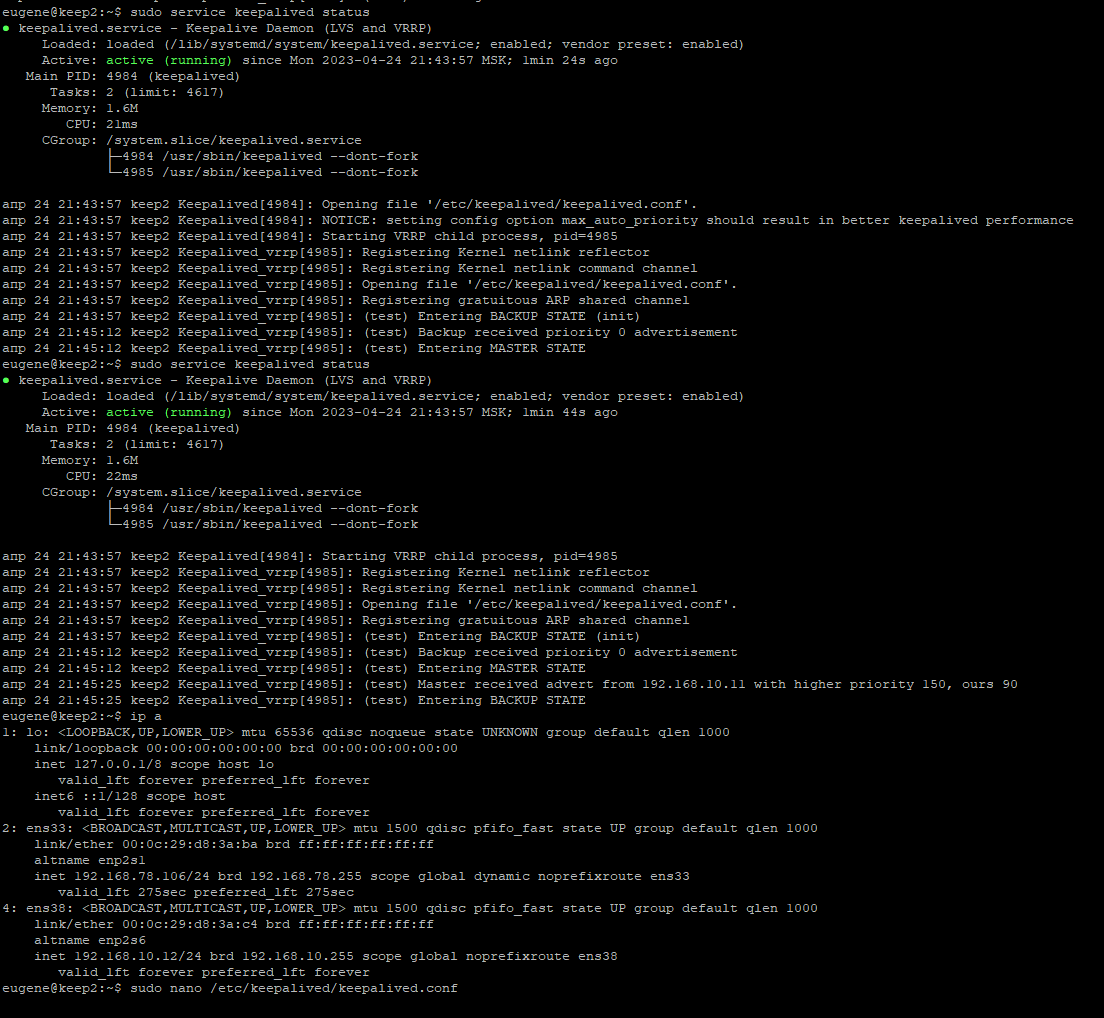 eugene@keep2:~$ sudo service keepalived status
● keepalived.service - Keepalive Daemon (LVS and VRRP)
     Loaded: loaded (/lib/systemd/system/keepalived.service; enabled; vendor preset: enabled)
     Active: active (running) since Mon 2023-04-24 21:43:57 MSK; 1min 24s ago
   Main PID: 4984 (keepalived)
      Tasks: 2 (limit: 4617)
     Memory: 1.6M
        CPU: 21ms
     CGroup: /system.slice/keepalived.service
             ├─4984 /usr/sbin/keepalived --dont-fork
             └─4985 /usr/sbin/keepalived --dont-fork

апр 24 21:43:57 keep2 Keepalived[4984]: Opening file '/etc/keepalived/keepalived.conf'.
апр 24 21:43:57 keep2 Keepalived[4984]: NOTICE: setting config option max_auto_priority should result in better keepalived performance
апр 24 21:43:57 keep2 Keepalived[4984]: Starting VRRP child process, pid=4985
апр 24 21:43:57 keep2 Keepalived_vrrp[4985]: Registering Kernel netlink reflector
апр 24 21:43:57 keep2 Keepalived_vrrp[4985]: Registering Kernel netlink command channel
апр 24 21:43:57 keep2 Keepalived_vrrp[4985]: Opening file '/etc/keepalived/keepalived.conf'.
апр 24 21:43:57 keep2 Keepalived_vrrp[4985]: Registering gratuitous ARP shared channel
апр 24 21:43:57 keep2 Keepalived_vrrp[4985]: (test) Entering BACKUP STATE (init)
апр 24 21:45:12 keep2 Keepalived_vrrp[4985]: (test) Backup received priority 0 advertisement
апр 24 21:45:12 keep2 Keepalived_vrrp[4985]: (test) Entering MASTER STATE
eugene@keep2:~$ sudo service keepalived status
● keepalived.service - Keepalive Daemon (LVS and VRRP)
     Loaded: loaded (/lib/systemd/system/keepalived.service; enabled; vendor preset: enabled)
     Active: active (running) since Mon 2023-04-24 21:43:57 MSK; 1min 44s ago
   Main PID: 4984 (keepalived)
      Tasks: 2 (limit: 4617)
     Memory: 1.6M
        CPU: 22ms
     CGroup: /system.slice/keepalived.service
             ├─4984 /usr/sbin/keepalived --dont-fork
             └─4985 /usr/sbin/keepalived --dont-fork

апр 24 21:43:57 keep2 Keepalived[4984]: Starting VRRP child process, pid=4985
апр 24 21:43:57 keep2 Keepalived_vrrp[4985]: Registering Kernel netlink reflector
апр 24 21:43:57 keep2 Keepalived_vrrp[4985]: Registering Kernel netlink command channel
апр 24 21:43:57 keep2 Keepalived_vrrp[4985]: Opening file '/etc/keepalived/keepalived.conf'.
апр 24 21:43:57 keep2 Keepalived_vrrp[4985]: Registering gratuitous ARP shared channel
апр 24 21:43:57 keep2 Keepalived_vrrp[4985]: (test) Entering BACKUP STATE (init)
апр 24 21:45:12 keep2 Keepalived_vrrp[4985]: (test) Backup received priority 0 advertisement
апр 24 21:45:12 keep2 Keepalived_vrrp[4985]: (test) Entering MASTER STATE
апр 24 21:45:25 keep2 Keepalived_vrrp[4985]: (test) Master received advert from 192.168.10.11 with higher priority 150, ours 90
апр 24 21:45:25 keep2 Keepalived_vrrp[4985]: (test) Entering BACKUP STATE
eugene@keep2:~$ ip a
1: lo: <LOOPBACK,UP,LOWER_UP> mtu 65536 qdisc noqueue state UNKNOWN group default qlen 1000
    link/loopback 00:00:00:00:00:00 brd 00:00:00:00:00:00
    inet 127.0.0.1/8 scope host lo
       valid_lft forever preferred_lft forever
    inet6 ::1/128 scope host
       valid_lft forever preferred_lft forever
2: ens33: <BROADCAST,MULTICAST,UP,LOWER_UP> mtu 1500 qdisc pfifo_fast state UP group default qlen 1000
    link/ether 00:0c:29:d8:3a:ba brd ff:ff:ff:ff:ff:ff
    altname enp2s1
    inet 192.168.78.106/24 brd 192.168.78.255 scope global dynamic noprefixroute ens33
       valid_lft 275sec preferred_lft 275sec
4: ens38: <BROADCAST,MULTICAST,UP,LOWER_UP> mtu 1500 qdisc pfifo_fast state UP group default qlen 1000
    link/ether 00:0c:29:d8:3a:c4 brd ff:ff:ff:ff:ff:ff
    altname enp2s6
    inet 192.168.10.12/24 brd 192.168.10.255 scope global noprefixroute ens38
       valid_lft forever preferred_lft forever
eugene@keep2:~$ sudo nano /etc/keepalived/keepalived.conf